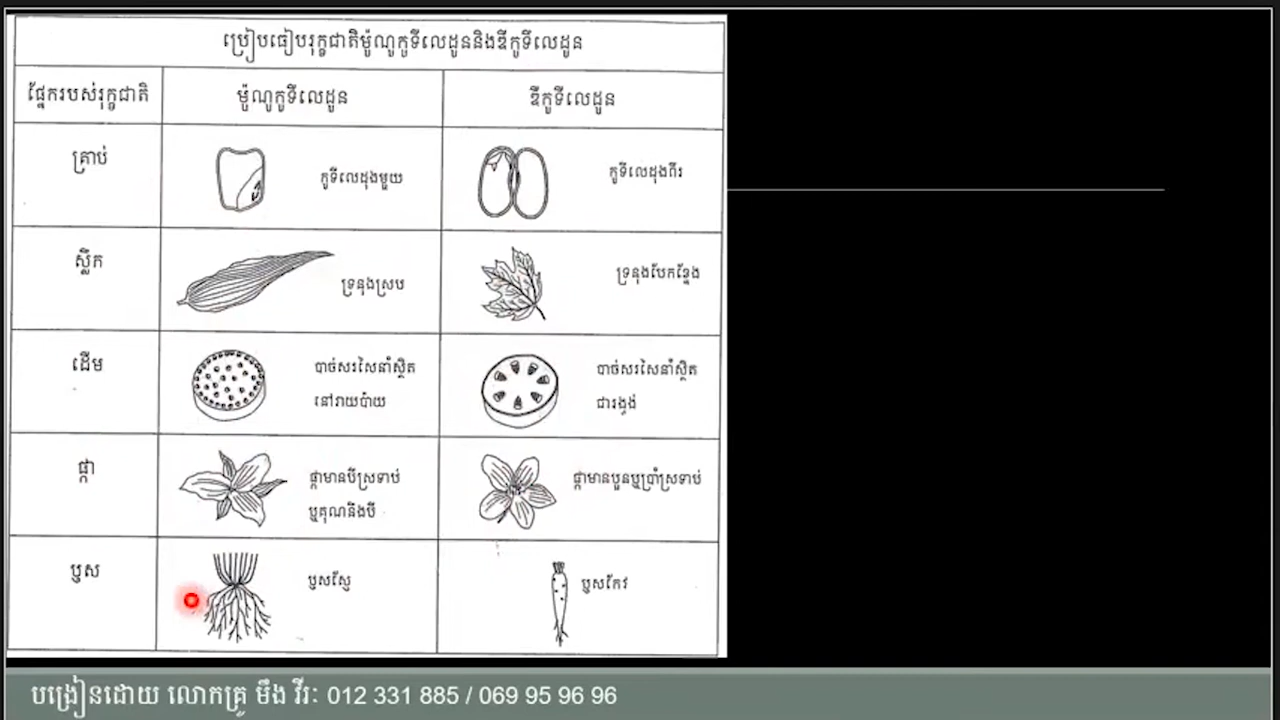 ប្រៀបធៀបរុក្ខជាតិម៉ូណូកូទីលេដូននិងឌីកូទីលេដូន
ផ្នែករបស់រុក្ខជាតិ
ម៉ូណូកូទីលេដូន
ឌីកូទីលេដូន
គ្រាប់
កូទីលេដុងមួយ
កូទីលេដុងពីរ
ស្លឹក
ទ្រនុងស្រប
ទ្រនុងបែកខ្នែង
ដើម
បាច់សរសៃនាំស្ថិត
នៅរាយប៉ាយ
បាច់សរសៃនាំស្ថិត
ជារង្វង់
ផ្កា
ផ្កាមានបីស្រទាប់
ឬគុណនឹងបី
ផ្កាមានបួនឬប្រាំស្រទាប់
ឫស
ឫសស្ញែ
ឫសកែវ
បង្រៀនដោយ លោកគ្រូ ម៉ឹង វីរៈ 012 331 885 / 069 95 96 96